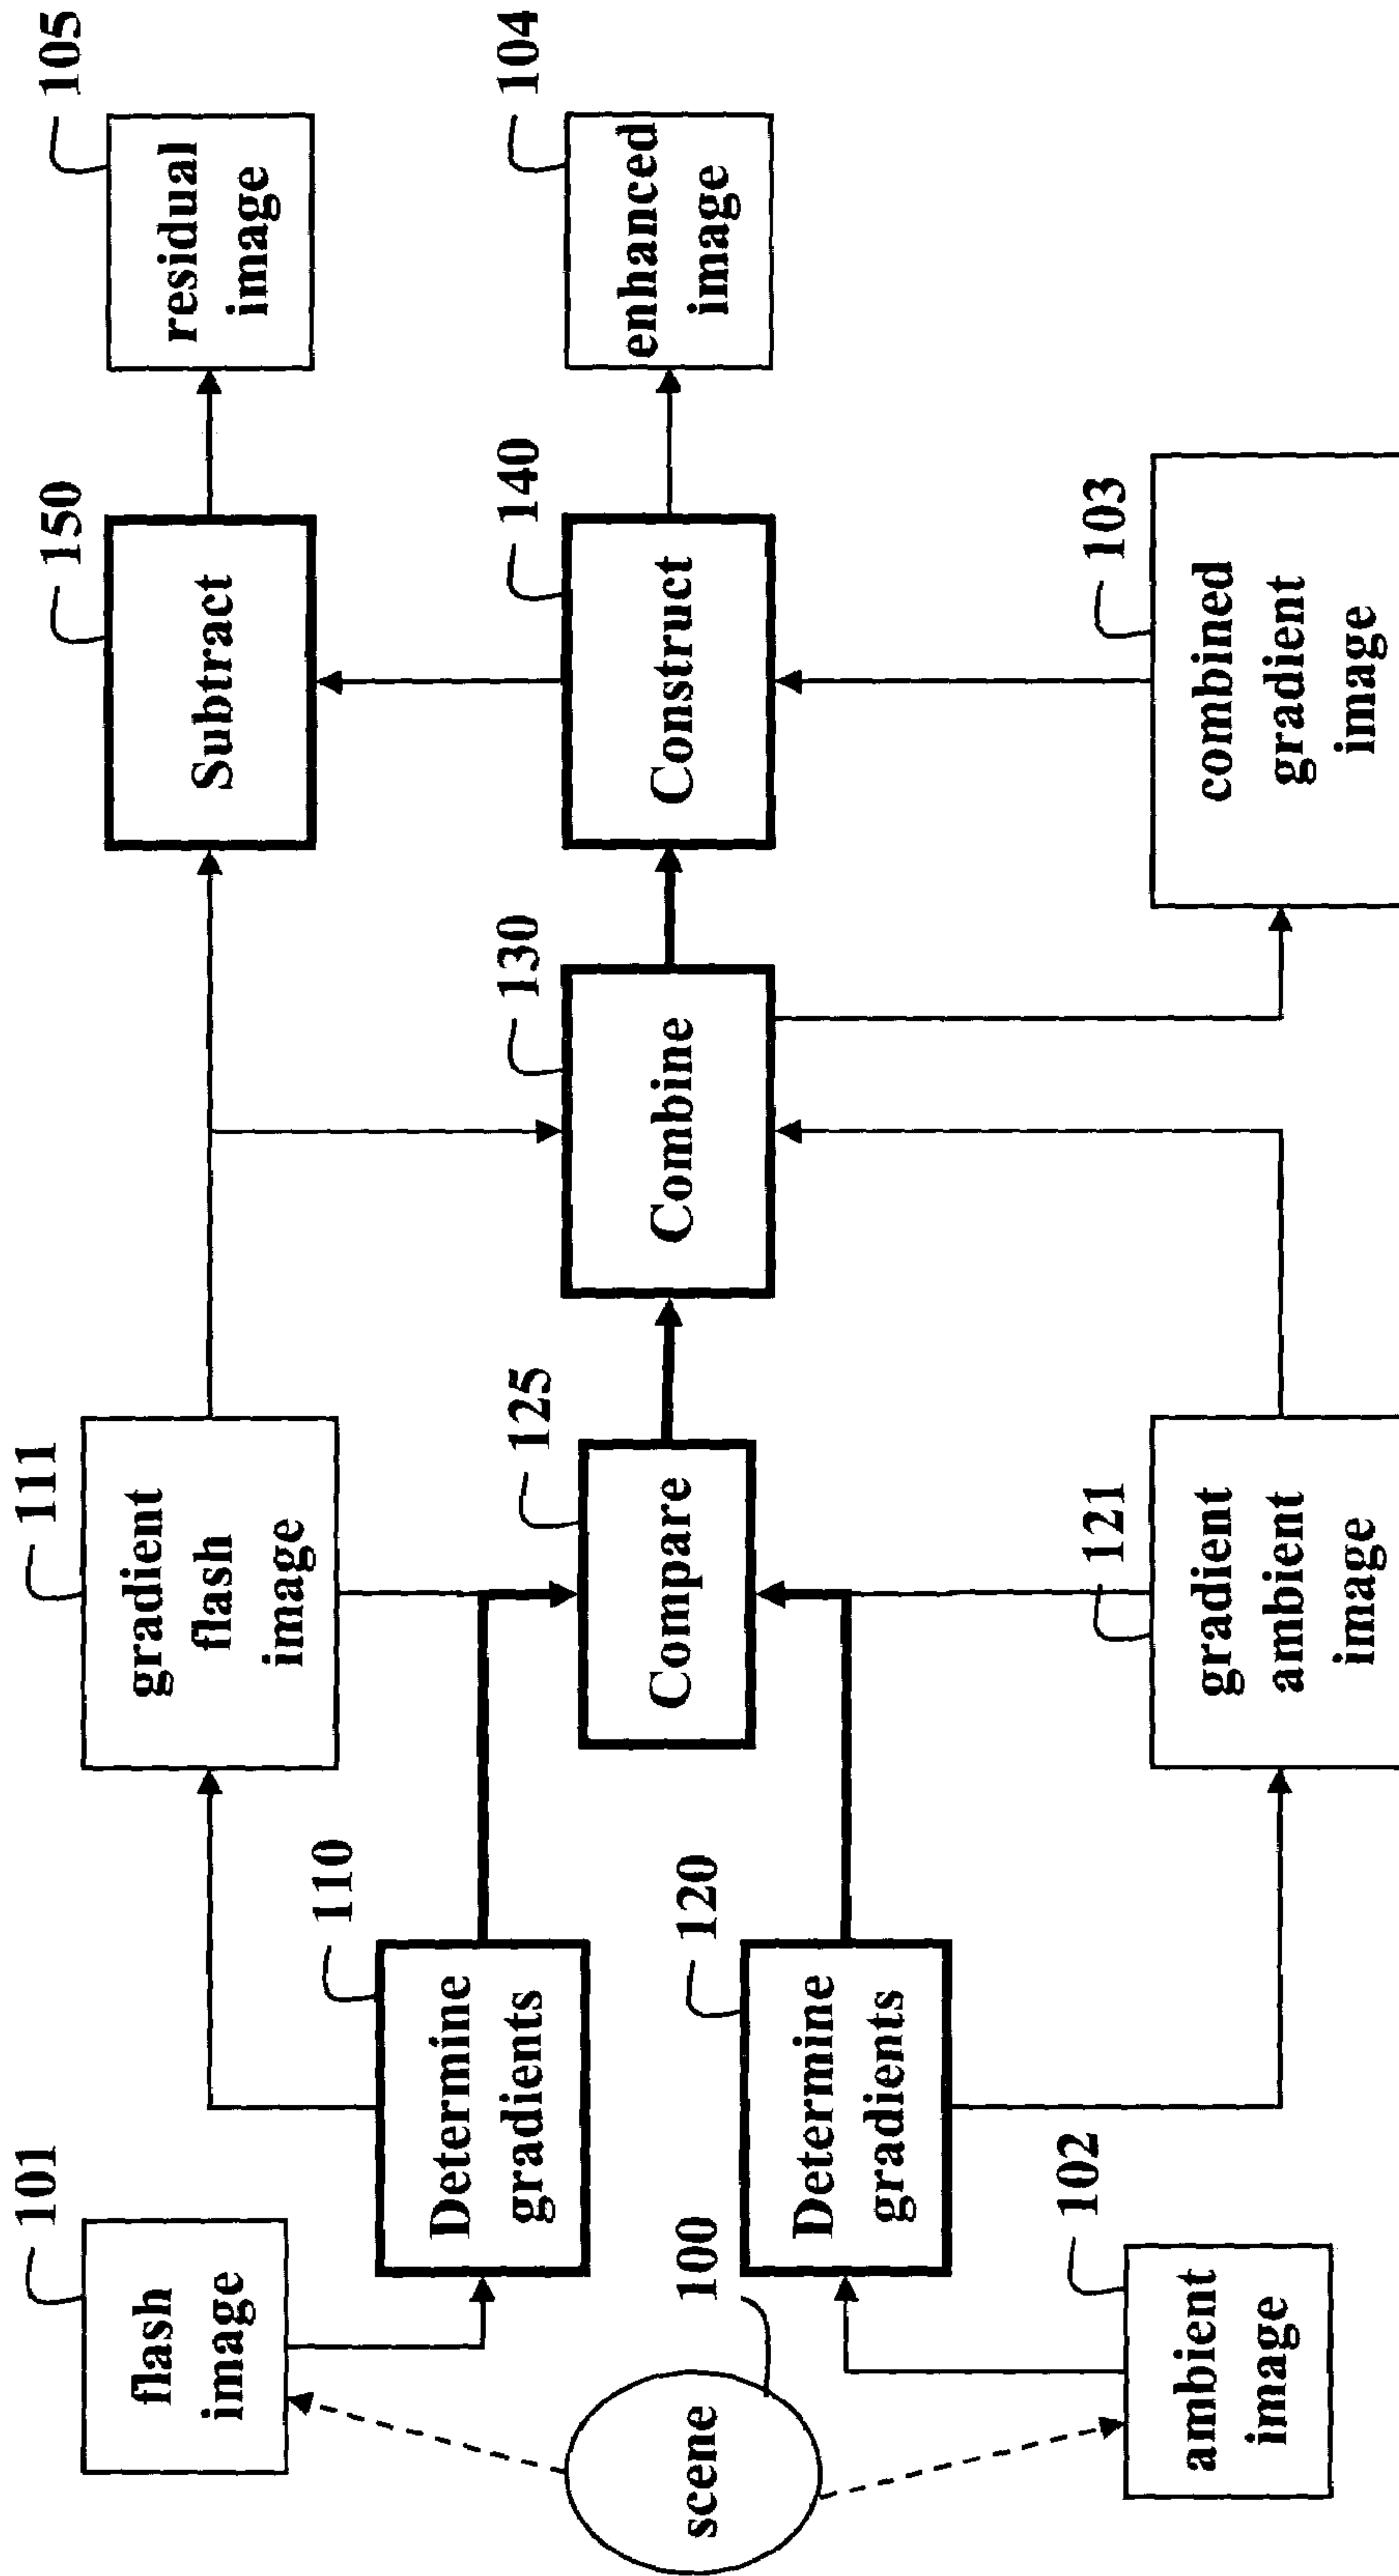 101
flash
image
110
Determine
gradients
111
gradient
flash
image
150
Subtract
105
residual
image
scene
100
125
Compare
130
Combine
140
Construct
104
enhanced
image
120
Determine
gradients
102
ambient
image
121
gradient
ambient
image
103
combined
gradient
image